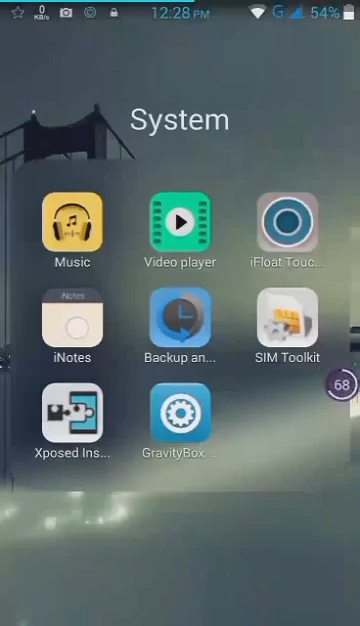 0
KB/s
12:28 PM
G
54%
System
Music
Video player
iFloat Touc...
iNotes
iNotes
Backup an...
SIM Toolkit
68
Xposed Ins...
GravityBox...